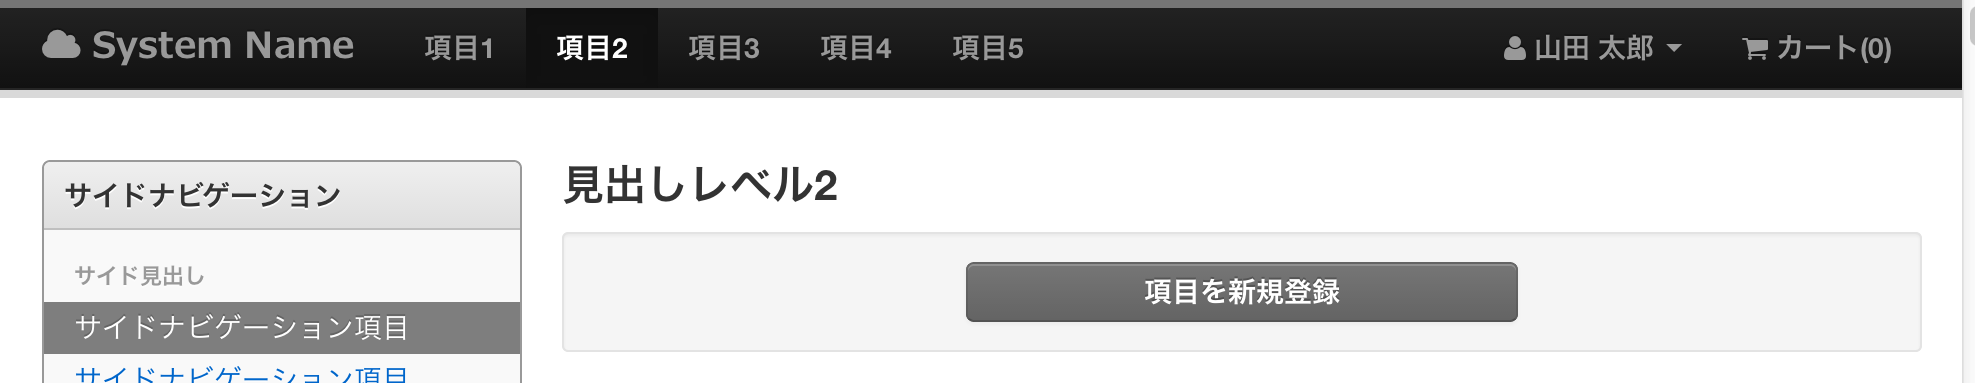 System Name 項目1 項目2 項目3 項目4 項目5 山田 太郎 カート(0)
サイドナビゲーション
サイド見出し
サイドナビゲーション項目
サイドナビゲーション項目
見出しレベル2
項目を新規登録